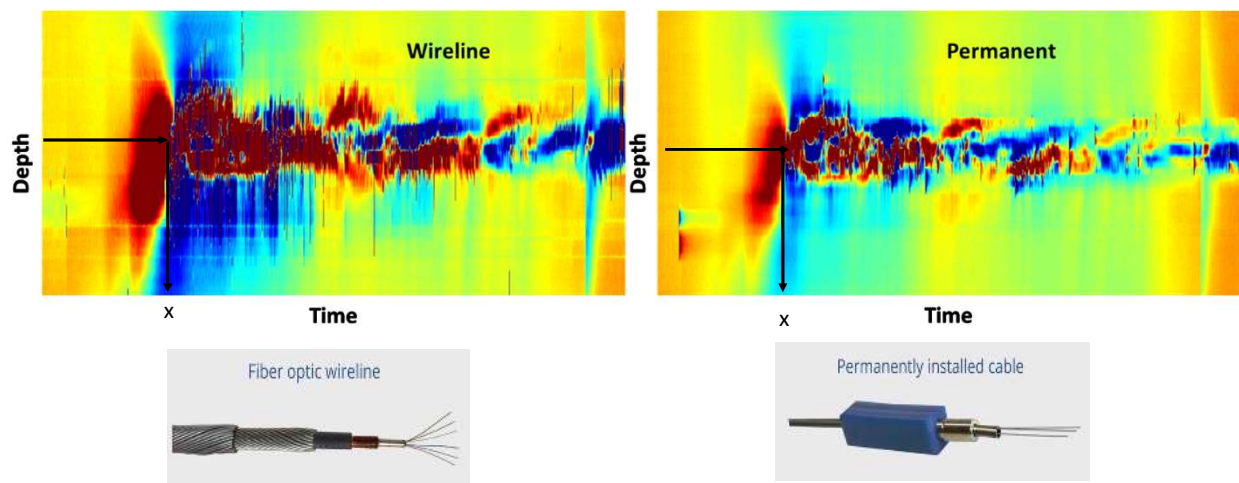 Wireline
Depth
x
Time
Fiber optic wireline
Permanent
Depth
x
Time
Permanently installed cable